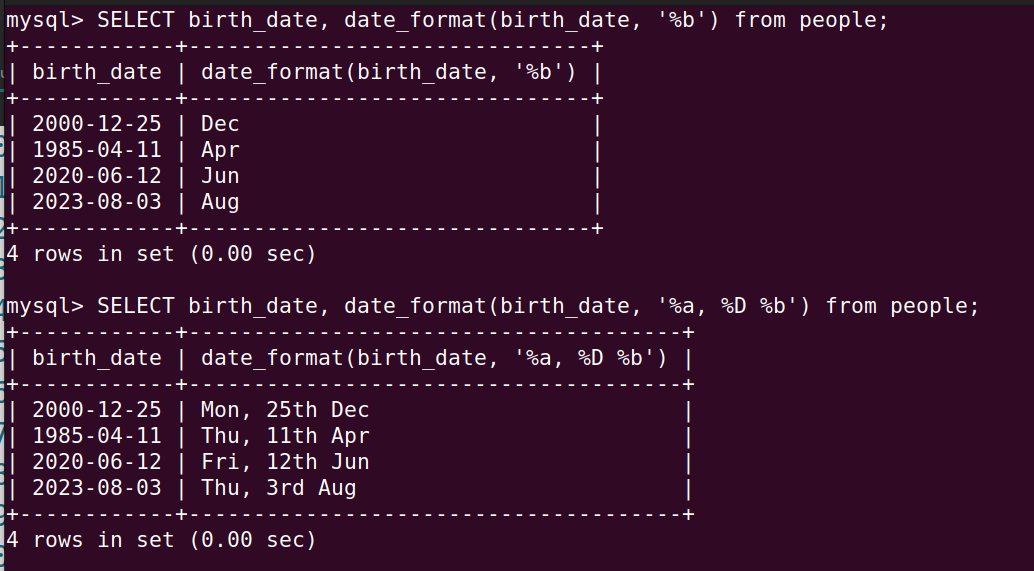 mysql> SELECT birth_date, date_format(birth_date, '%b') from people;
+------------+-------------------------------+
| birth_date | date_format(birth_date, '%b') |
+------------+-------------------------------+
| 2000-12-25 | Dec                           |
| 1985-04-11 | Apr                           |
| 2020-06-12 | Jun                           |
| 2023-08-03 | Aug                           |
+------------+-------------------------------+
4 rows in set (0.00 sec)

mysql> SELECT birth_date, date_format(birth_date, '%a, %D %b') from people;
+------------+--------------------------------------+
| birth_date | date_format(birth_date, '%a, %D %b') |
+------------+--------------------------------------+
| 2000-12-25 | Mon, 25th Dec                        |
| 1985-04-11 | Thu, 11th Apr                        |
| 2020-06-12 | Fri, 12th Jun                        |
| 2023-08-03 | Thu, 3rd Aug                         |
+------------+--------------------------------------+
4 rows in set (0.00 sec)